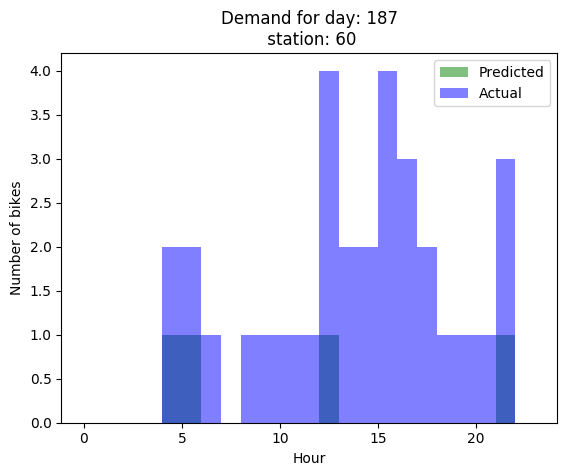 Demand for day: 187
station: 60
Predicted
Actual
4.0
3.5
3.0
2.5
2.0
1.5
1.0
0.5
0.0
Number of bikes
0 5 10 15 20
Hour